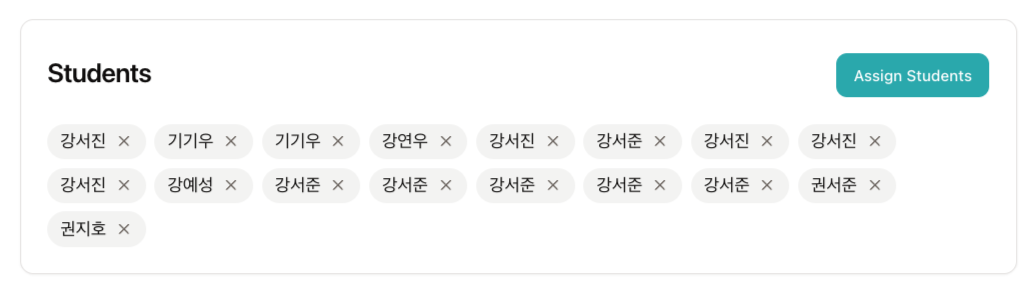 Students
Assign Students
강서진 × 기기우 × 기기우 × 강연우 × 강서진 × 강서준 × 강서진 × 강서진 ×
강서진 × 강예성 × 강서준 × 강서준 × 강서준 × 강서준 × 강서준 × 권서준 ×
권지호 ×